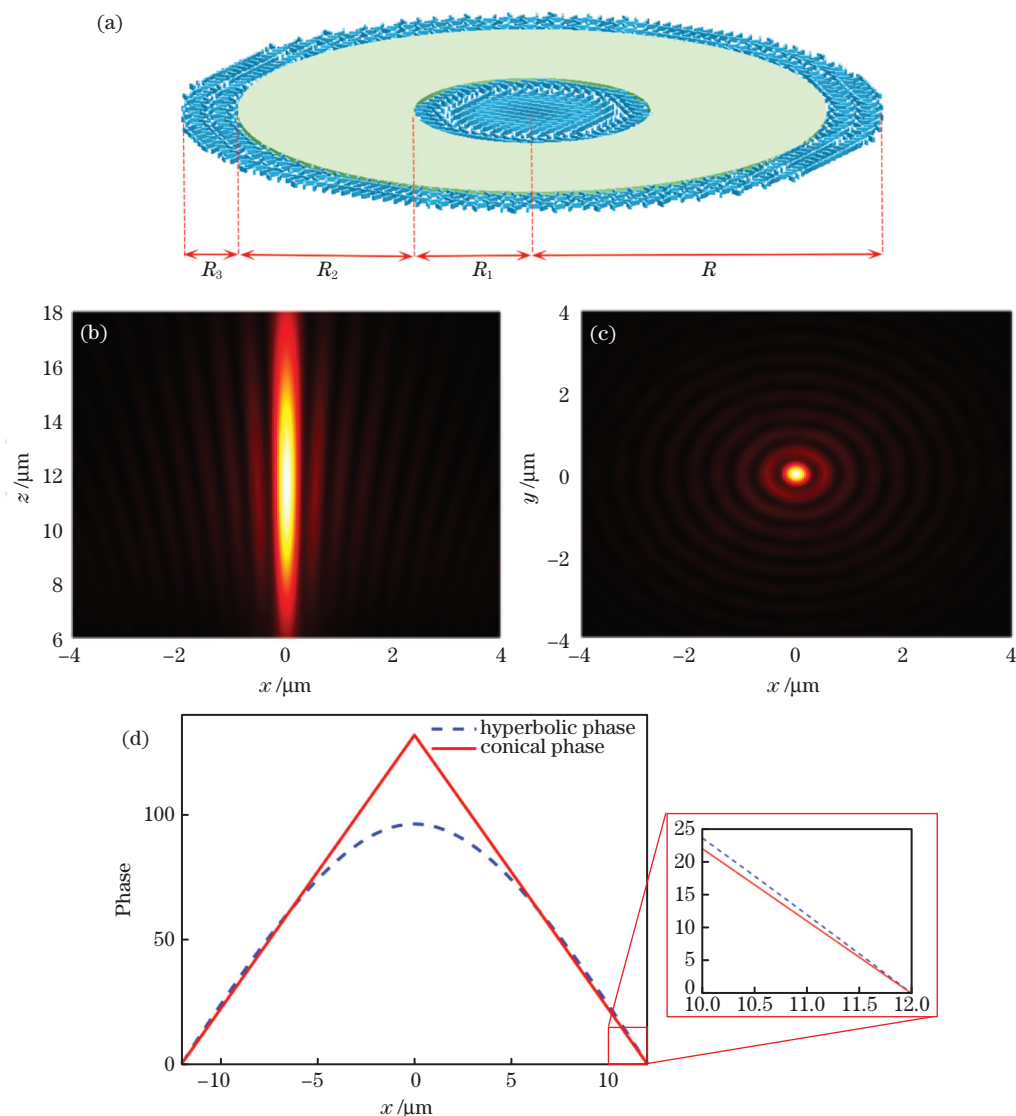 (a)
R3 R2 R1 R
(b)
18
16
14
12
10
8
6
z /μm
−4 −2 0 2 4
x /μm
(c)
4
2
0
−2
−4
y /μm
−4 −2 0 2 4
x /μm
(d)
hyperbolic phase
conical phase
100
50
0
Phase
−10 −5 0 5 10
x /μm
25
20
15
10
5
0
10.0 10.5 11.0 11.5 12.0